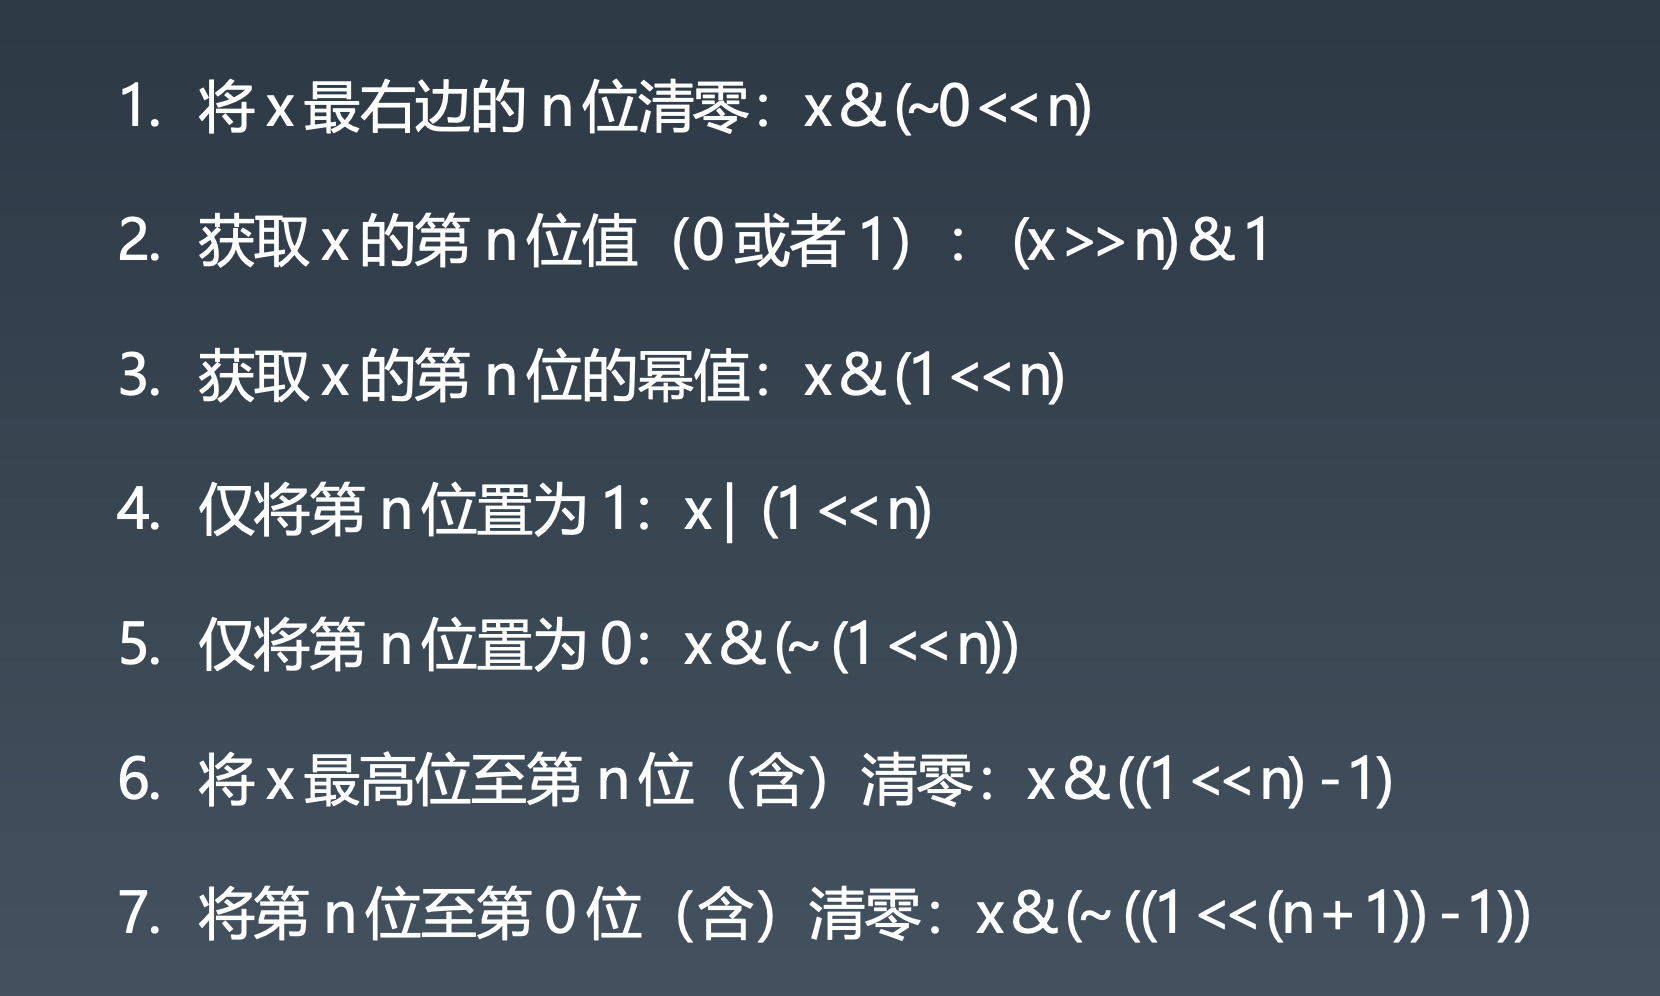 1. 将 x 最右边的 n 位清零：x & (~0 << n)
2. 获取 x 的第 n 位值（0 或者 1）： (x >> n) & 1
3. 获取 x 的第 n 位的幂值：x & (1 << n)
4. 仅将第 n 位置为 1：x | (1 << n)
5. 仅将第 n 位置为 0：x & (~ (1 << n))
6. 将 x 最高位至第 n 位（含）清零：x & ((1 << n) - 1)
7. 将第 n 位至第 0 位（含）清零：x & (~ ((1 << (n + 1)) - 1))